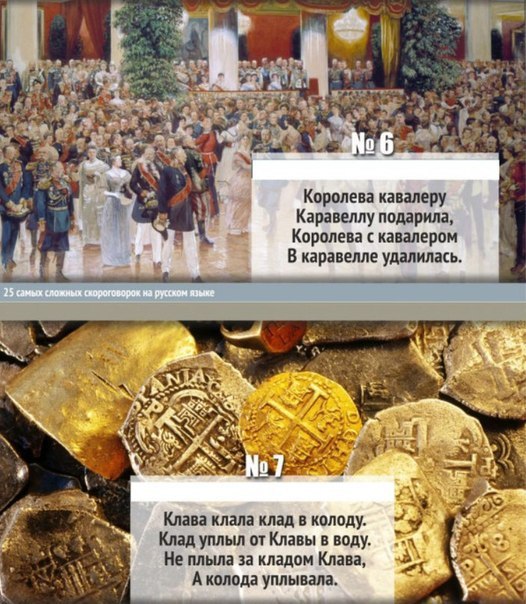 № 6
Королева кавалеру
Каравеллу подарила,
Королева с кавалером
В каравелле удалилась.
25 самых сложных скороговорок на русском языке
№ 7
Клава клала клад в колоду.
Клад уплыл от Клавы в воду.
Не плыла за кладом Клава,
А колода уплывала.